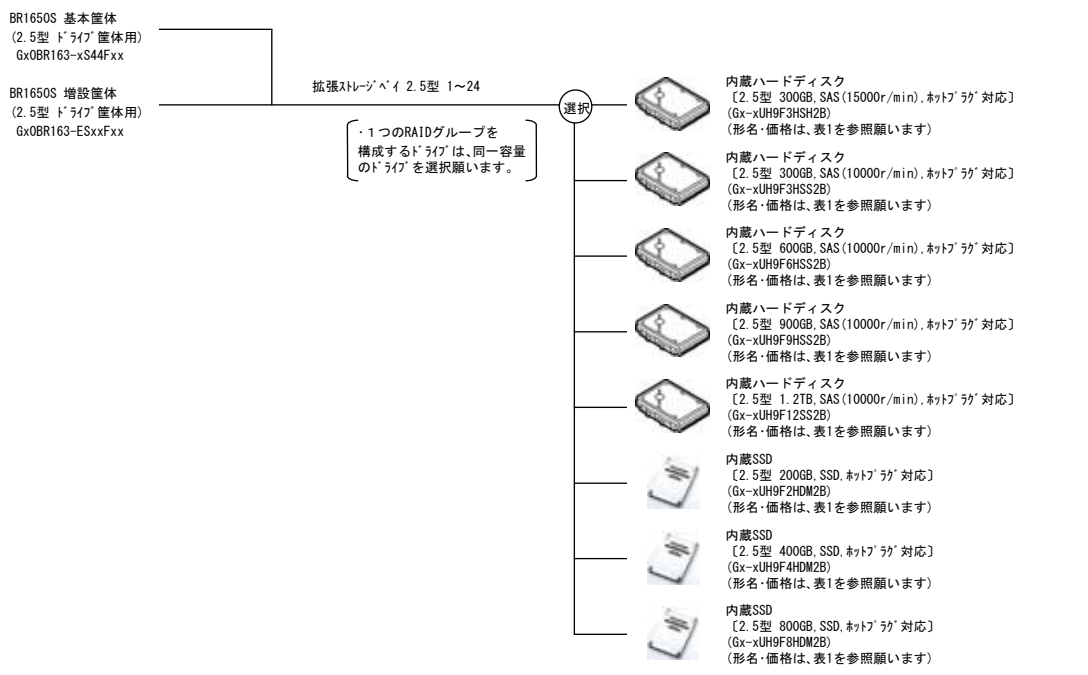 BR1650S 基本筐体
(2.5型 ﾄﾞﾗｲﾌﾞ筐体用)
Gx0BR163-xS44Fxx
BR1650S 増設筐体
(2.5型 ﾄﾞﾗｲﾌﾞ筐体用)
Gx0BR163-ESxxFxx
拡張ｽﾄﾚｰｼﾞﾍﾞｲ 2.5型 1～24
・１つのRAIDグループを
構成するﾄﾞﾗｲﾌﾞは、同一容量
のﾄﾞﾗｲﾌﾞを選択願います。
選択
内蔵ハードディスク
〔2.5型 300GB,SAS(15000r/min),ﾎｯﾄﾌﾟﾗｸﾞ対応〕
(Gx-xUH9F3HSH2B)
(形名･価格は、表1を参照願います)
内蔵ハードディスク
〔2.5型 300GB,SAS(10000r/min),ﾎｯﾄﾌﾟﾗｸﾞ対応〕
(Gx-xUH9F3HSS2B)
(形名･価格は、表1を参照願います)
内蔵ハードディスク
〔2.5型 600GB,SAS(10000r/min),ﾎｯﾄﾌﾟﾗｸﾞ対応〕
(Gx-xUH9F6HSS2B)
(形名･価格は、表1を参照願います)
内蔵ハードディスク
〔2.5型 900GB,SAS(10000r/min),ﾎｯﾄﾌﾟﾗｸﾞ対応〕
(Gx-xUH9F9HSS2B)
(形名･価格は、表1を参照願います)
内蔵ハードディスク
〔2.5型 1.2TB,SAS(10000r/min),ﾎｯﾄﾌﾟﾗｸﾞ対応〕
(Gx-xUH9F12SS2B)
(形名･価格は、表1を参照願います)
内蔵SSD
〔2.5型 200GB,SSD,ﾎｯﾄﾌﾟﾗｸﾞ対応〕
(Gx-xUH9F2HDM2B)
(形名･価格は、表1を参照願います)
内蔵SSD
〔2.5型 400GB,SSD,ﾎｯﾄﾌﾟﾗｸﾞ対応〕
(Gx-xUH9F4HDM2B)
(形名･価格は、表1を参照願います)
内蔵SSD
〔2.5型 800GB,SSD,ﾎｯﾄﾌﾟﾗｸﾞ対応〕
(Gx-xUH9F8HDM2B)
(形名･価格は、表1を参照願います)